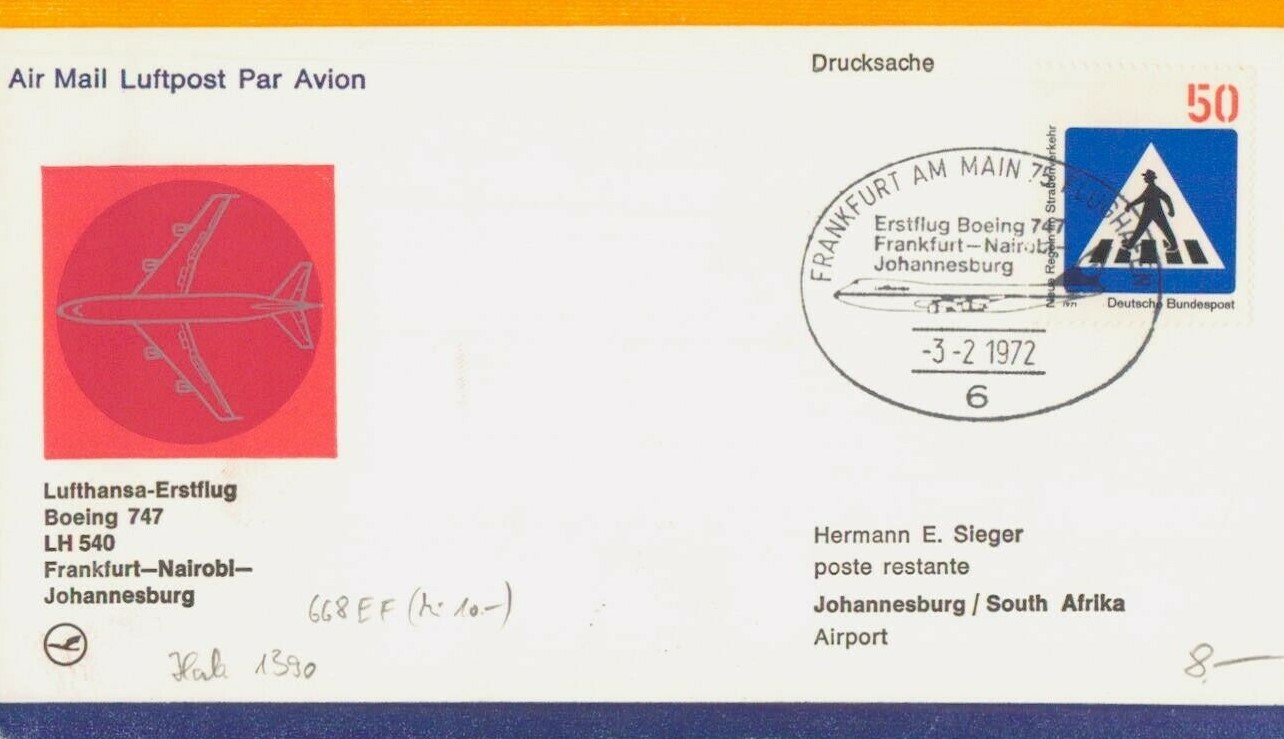 Air Mail Luftpost Par Avion
Drucksache
50
Neue Regeln im Straßenverkehr
1971
Deutsche Bundespost
FRANKFURT AM MAIN 75 FLUGHAFEN
Erstflug Boeing 747
Frankfurt–Nairobi–
Johannesburg
Lufthansa
-3-2 1972
6
Lufthansa-Erstflug
Boeing 747
LH 540
Frankfurt–Nairobi–
Johannesburg
Hermann E. Sieger
poste restante
Johannesburg / South Afrika
Airport
668 EF (Mi 10.-)
1390
8.—